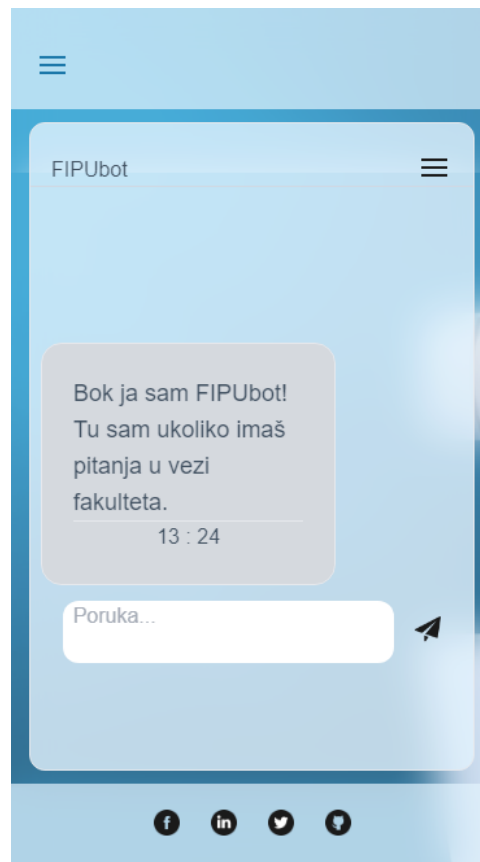 FIPUbot
Bok ja sam FIPUbot!
Tu sam ukoliko imaš
pitanja u vezi
fakulteta.
13 : 24
Poruka...